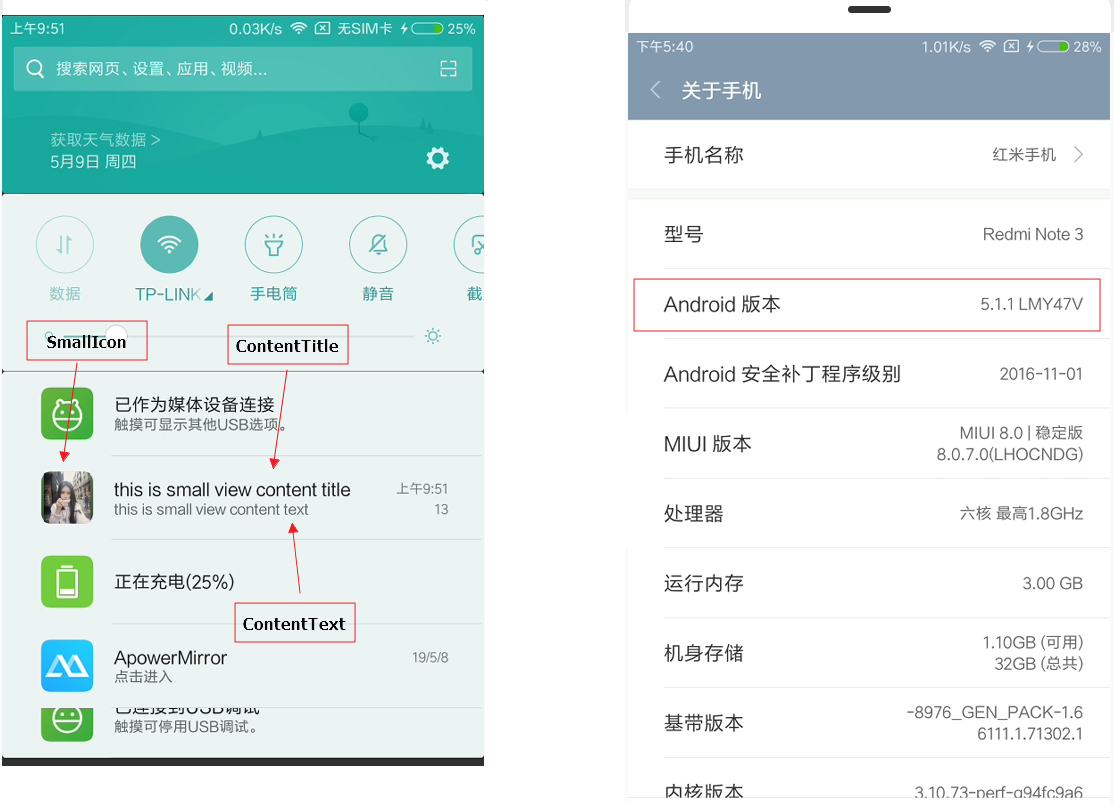 上午9:51
0.03K/s
无SIM卡
25%
搜索网页、设置、应用、视频...
获取天气数据 >
5月9日 周四
数据
TP-LINK
手电筒
静音
截
SmallIcon
ContentTitle
已作为媒体设备连接
触摸可显示其他USB选项。
this is small view content title
上午9:51
this is small view content text
13
正在充电(25%)
ContentText
ApowerMirror
19/5/8
点击进入
已连接到USB调试
触摸可停用USB调试。
下午5:40
1.01K/s
28%
关于手机
手机名称
红米手机
型号
Redmi Note 3
Android 版本
5.1.1 LMY47V
Android 安全补丁程序级别
2016-11-01
MIUI 版本
MIUI 8.0 | 稳定版
8.0.7.0(LHOCNDG)
处理器
六核 最高1.8GHz
运行内存
3.00 GB
机身存储
1.10GB (可用)
32GB (总共)
基带版本
-8976_GEN_PACK-1.6
6111.1.71302.1
内核版本
3.10.73-perf-g94fc9a6